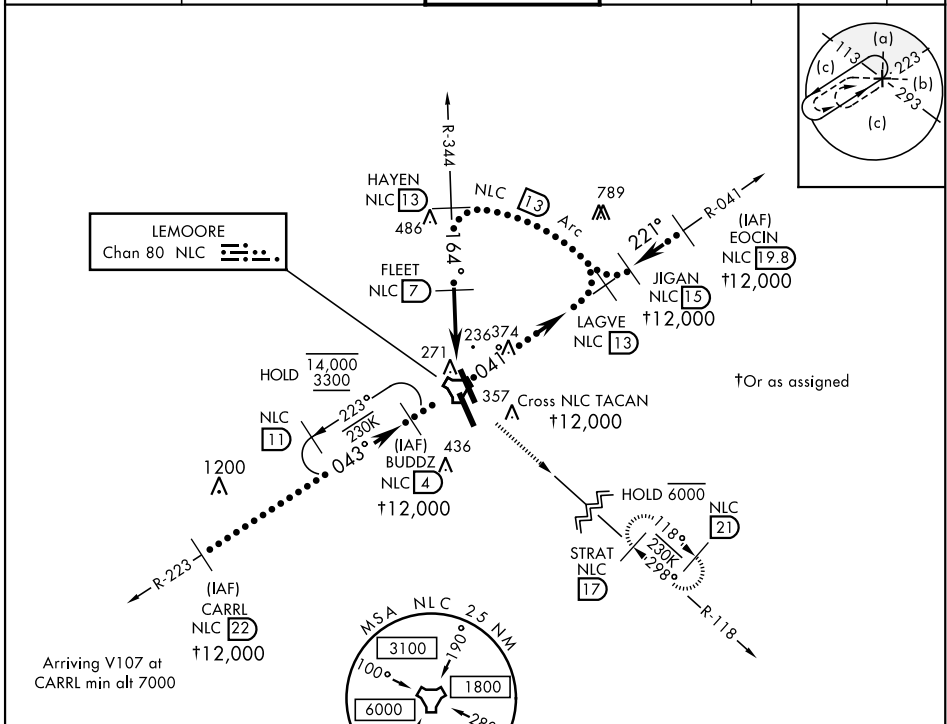 (a)
113
223
(c)
(b)
293
(c)
R-344
HAYEN
NLC 13
486
NLC 13 Arc
789
R-041
221°
(IAF)
EOCIN
NLC 19.8
†12,000
LEMOORE
Chan 80 NLC
164°
FLEET
NLC 7
JIGAN
NLC 15
†12,000
LAGVE
NLC 13
236
374
271
041°
†Or as assigned
HOLD 14,000
3300
357
Cross NLC TACAN
†12,000
223°
230K
NLC
11
043°
(IAF)
BUDDZ
NLC 4
†12,000
436
1200
HOLD 6000
NLC
21
118°
230K
298°
STRAT
NLC
17
R-223
(IAF)
CARRL
NLC 22
†12,000
R-118
Arriving V107 at
CARRL min alt 7000
MSA NLC 25 NM
3100
190°
100°
1800
6000
280